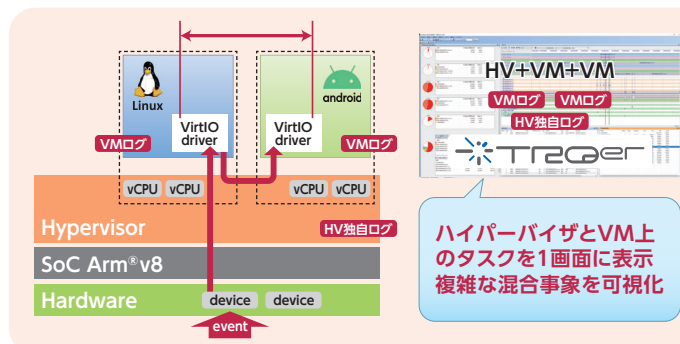 Linux
android
VirtIO
driver
VirtIO
driver
VMログ
VMログ
vCPU
vCPU
vCPU
vCPU
Hypervisor
HV独自ログ
SoC Arm®v8
Hardware
device
device
event
HV+VM+VM
VMログ
VMログ
HV独自ログ
TRQer
ハイパーバイザとVM上
のタスクを1画面に表示
複雑な混合事象を可視化